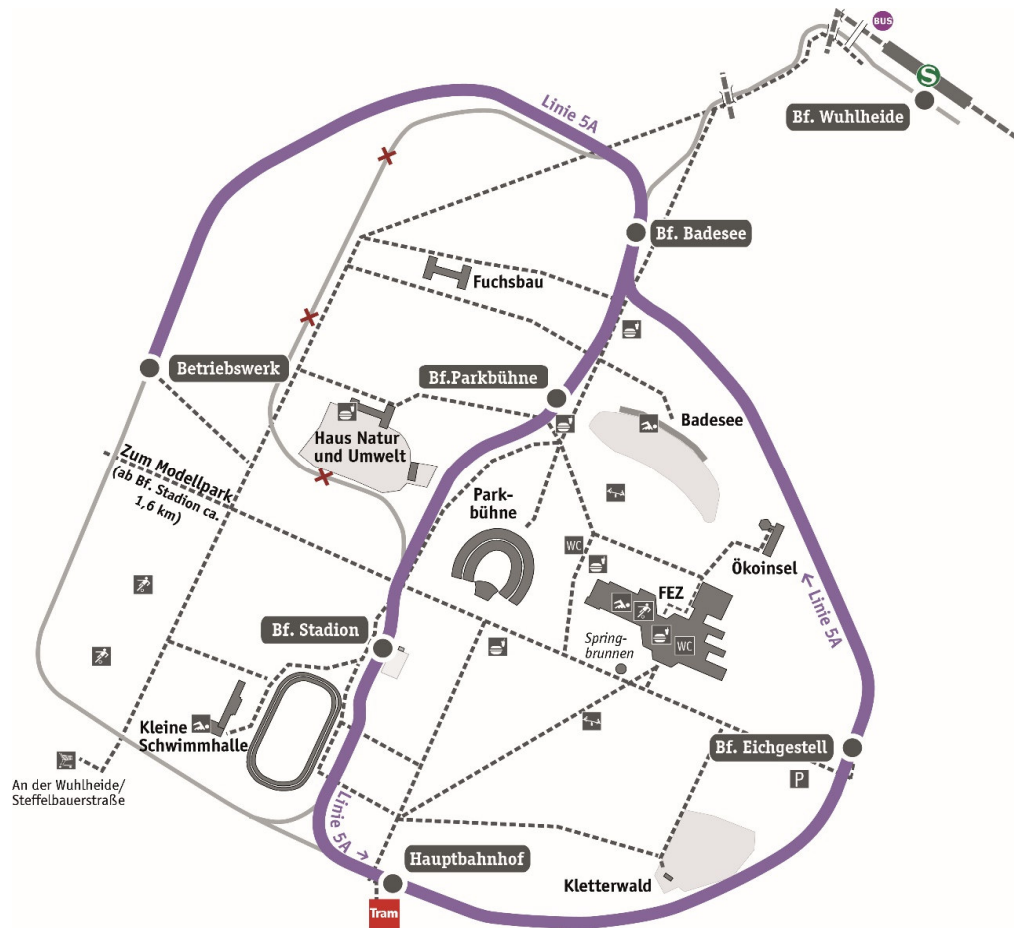 BUS
S
Bf. Wuhlheide
Linie 5A
Bf. Badesee
Fuchsbau
Betriebswerk
Bf.Parkbühne
Badesee
Haus Natur
und Umwelt
Zum Modellpark
(ab Bf. Stadion ca.
1,6 km)
Park-
bühne
WC
Ökoinsel
FEZ
← Linie 5A
Bf. Stadion
Spring-
brunnen
WC
Kleine
Schwimmhalle
Bf. Eichgestell
P
An der Wuhlheide/
Steffelbauerstraße
Linie 5A →
Hauptbahnhof
Kletterwald
Tram